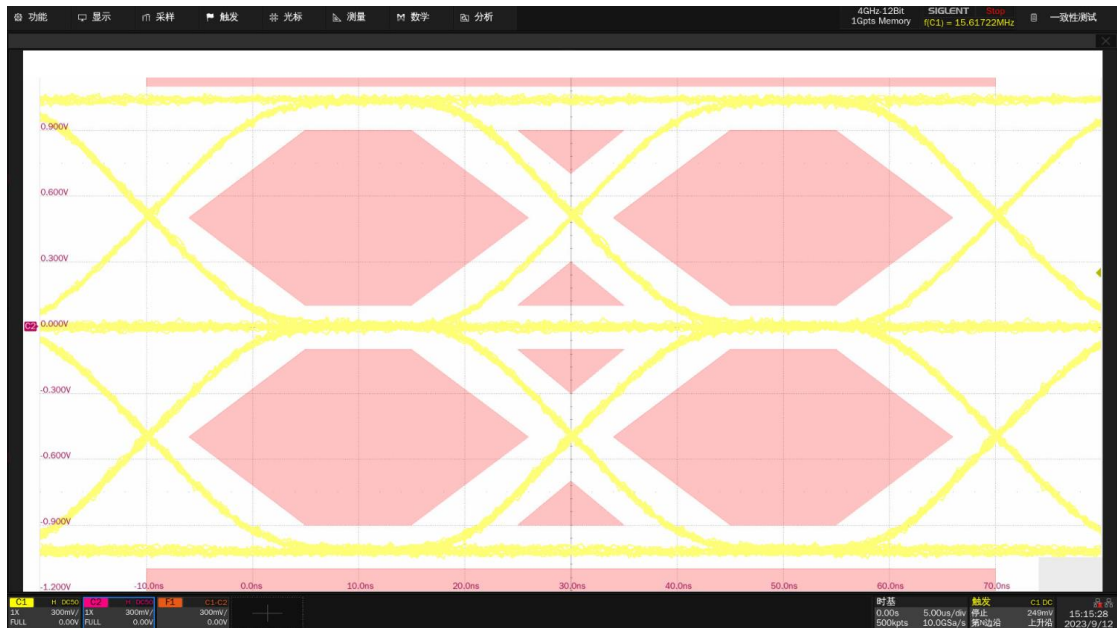 功能 显示 采样 触发 光标 测量 数学 分析 4GHz-12Bit SIGLENT Stop 一致性测试
1Gpts Memory f(C1) = 15.61722MHz
0.900V
0.600V
0.300V
C2 0.000V
-0.300V
-0.600V
-0.900V
-1.200V -10.0ns 0.0ns 10.0ns 20.0ns 30.0ns 40.0ns 50.0ns 60.0ns 70.0ns
C1 H DC50 C2 H DC50 F1 C1-C2 时基 触发 C1 DC
1X 300mV/ 1X 300mV/ 300mV/ 0.00s 5.00us/div 停止 249mV 15:15:28
FULL 0.00V FULL 0.00V 0.00V 500kpts 10.0GSa/s 第N边沿 上升沿 2023/9/12